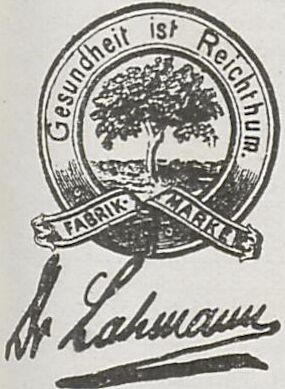 Gesundheit ist Reichthum.
FABRIK-MARKE
Dr Lahmann